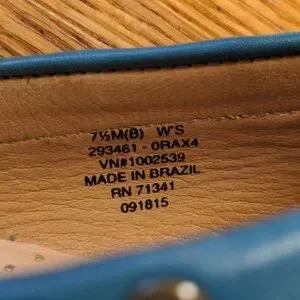 7½M(B) W'S
293461 - 0RAX4
VN#1002539
MADE IN BRAZIL
RN 71341
091815